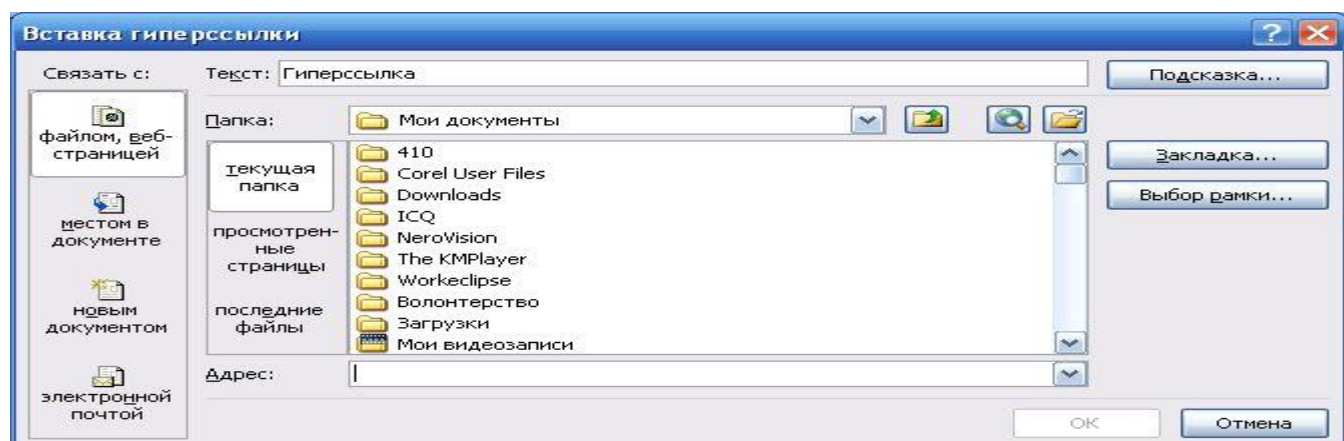 Вставка гиперссылки
Связать с:
Текст: Гиперссылка
Подсказка...
файлом, веб-
страницей
местом в
документе
новым
документом
электронной
почтой
Папка: Мои документы
текущая
папка
просмотрен-
ные
страницы
последние
файлы
410
Corel User Files
Downloads
ICQ
NeroVision
The KMPlayer
Workeclipse
Волонтерство
Загрузки
Мои видеозаписи
Закладка...
Выбор рамки...
Адрес:
ОК
Отмена